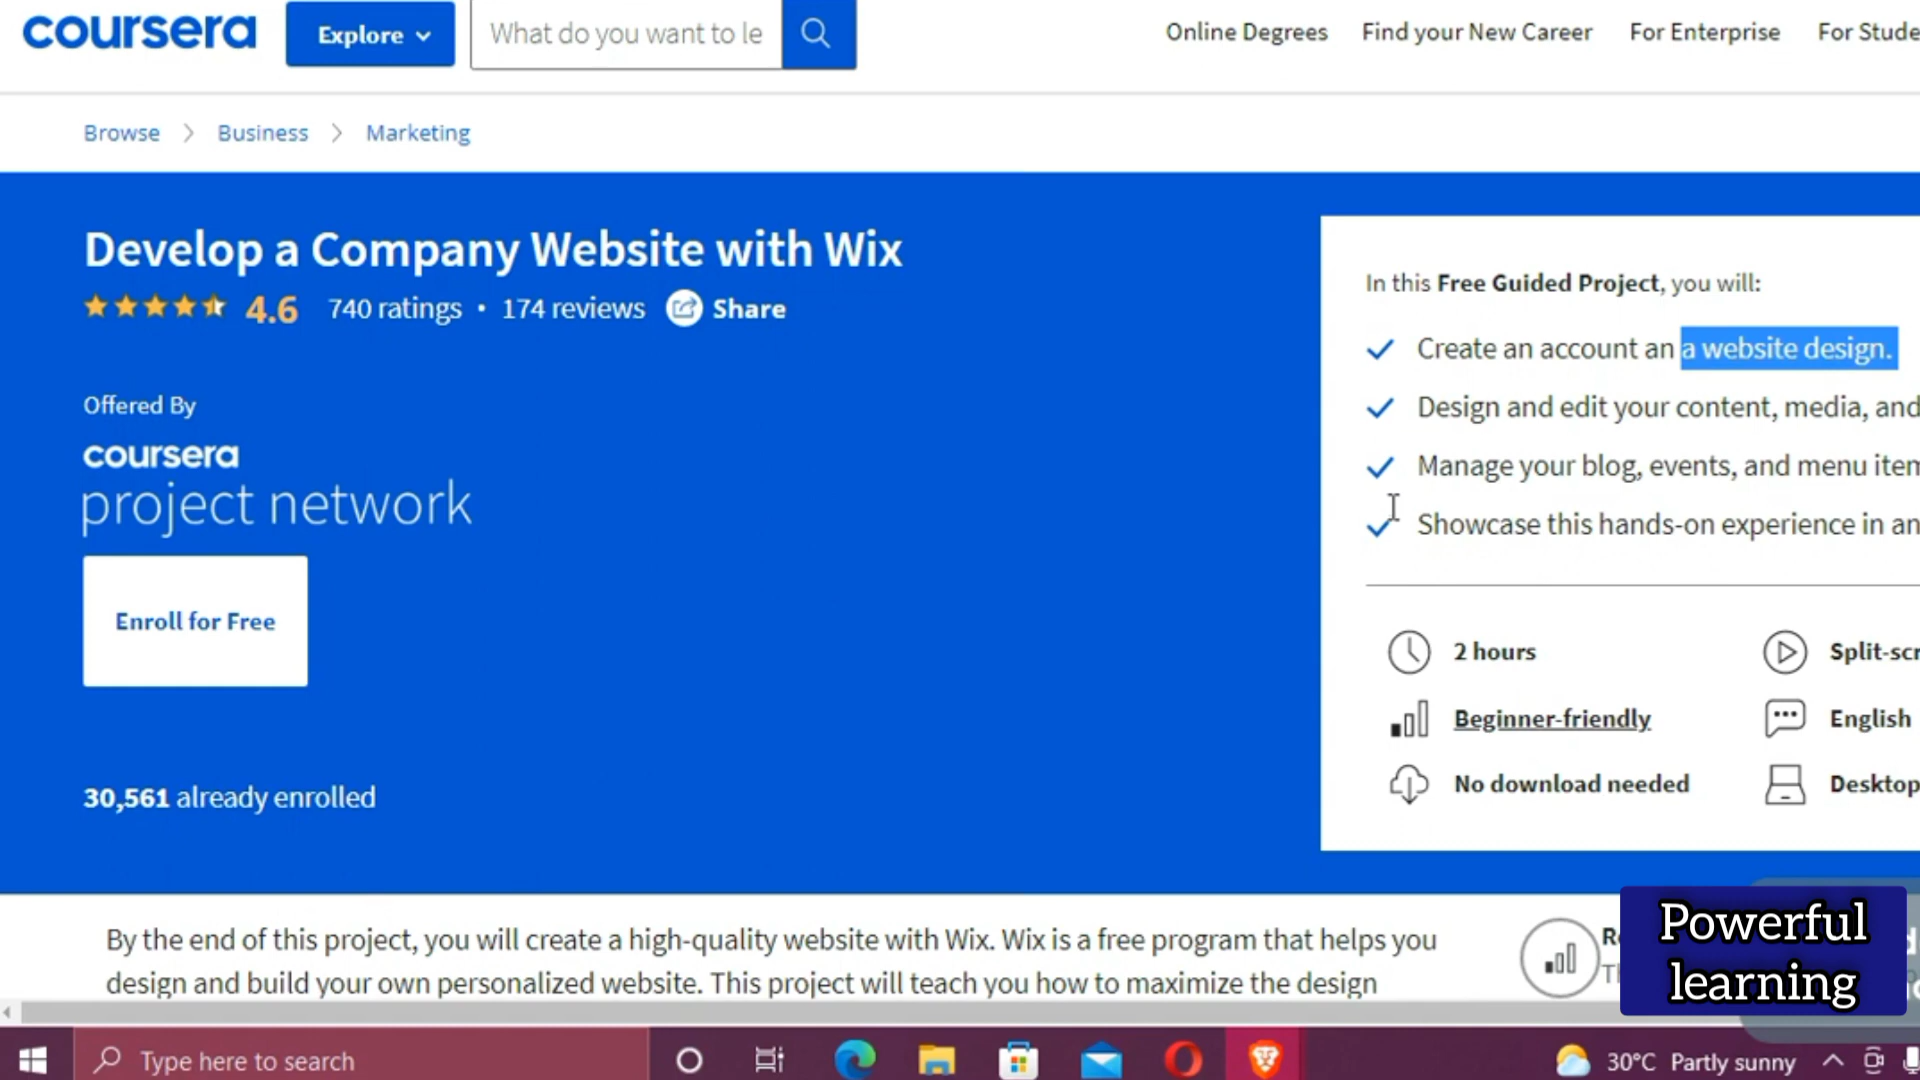 coursera
Explore
What do you want to le
Online Degrees
Find your New Career
For Enterprise
For Stude
Browse > Business > Marketing
Develop a Company Website with Wix
4.6 740 ratings • 174 reviews Share
Offered By
coursera
project network
Enroll for Free
30,561 already enrolled
In this Free Guided Project, you will:
Create an account an a website design.
Design and edit your content, media, and
Manage your blog, events, and menu item
Showcase this hands-on experience in an
2 hours
Split-scr
Beginner-friendly
English
No download needed
Desktop
By the end of this project, you will create a high-quality website with Wix. Wix is a free program that helps you
design and build your own personalized website. This project will teach you how to maximize the design
Powerful
learning
Type here to search
30°C Partly sunny